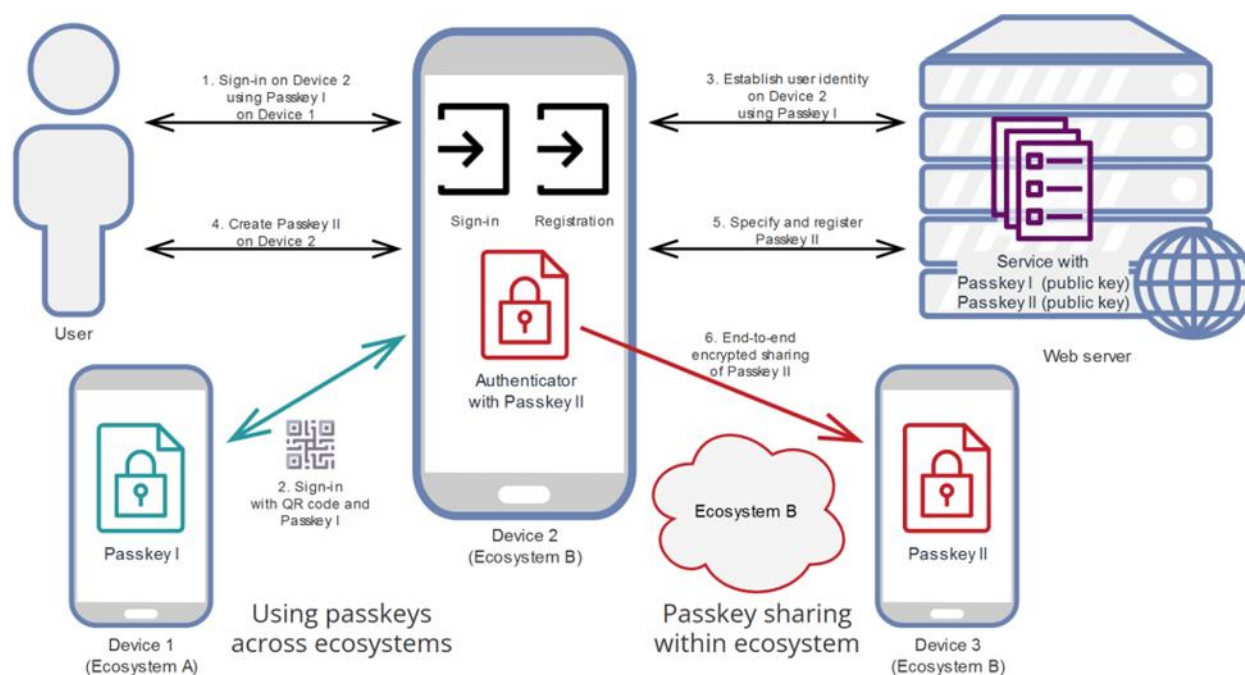 1. Sign-in on Device 2
using Passkey I
on Device 1
3. Establish user identity
on Device 2
using Passkey I
Sign-in
Registration
4. Create Passkey II
on Device 2
5. Specify and register
Passkey II
Service with
Passkey I (public key)
Passkey II (public key)
User
Web server
Authenticator
with Passkey II
6. End-to-end
encrypted sharing
of Passkey II
2. Sign-in
with QR code and
Passkey I
Passkey I
Ecosystem B
Passkey II
Device 2
(Ecosystem B)
Using passkeys
across ecosystems
Passkey sharing
within ecosystem
Device 1
(Ecosystem A)
Device 3
(Ecosystem B)